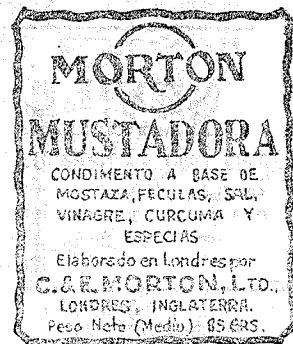 MORTON
MUSTADORA
CONDIMENTO A BASE DE
MOSTAZA, FECULAS, SAL,
VINAGRE, CURCUMA Y
ESPECIAS
Elaborado en Londres por
C. & E. MORTON, LTD.,
LONDRES, INGLATERRA.
Peso Neto (Medio) 85 GRS.